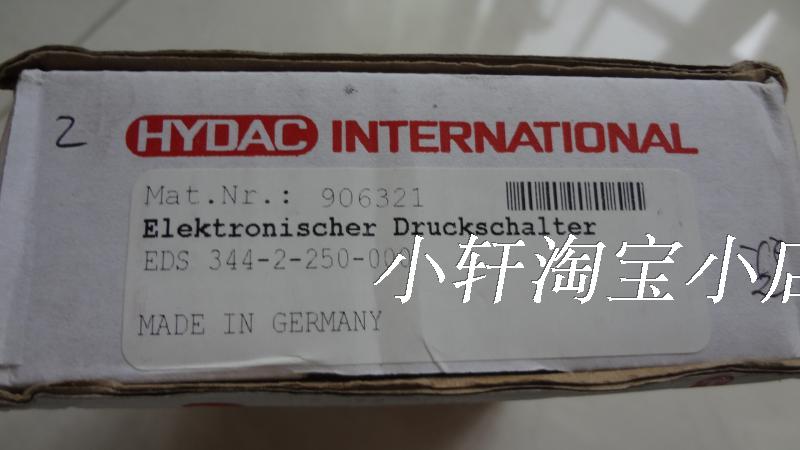 2
HYDAC INTERNATIONAL
Mat.Nr.: 906321
Elektronischer Druckschalter
EDS 344-2-250-000
小轩淘宝小店
MADE IN GERMANY